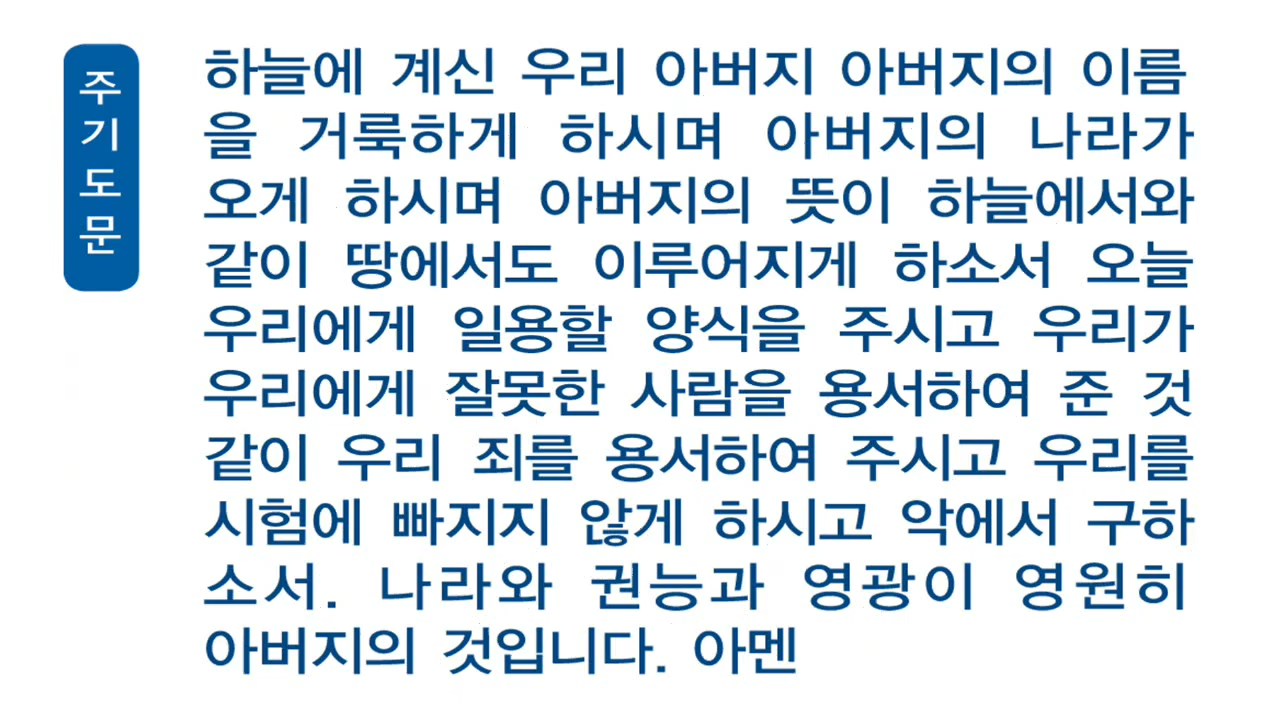 주기도문
하늘에 계신 우리 아버지 아버지의 이름
을 거룩하게 하시며 아버지의 나라가
오게 하시며 아버지의 뜻이 하늘에서와
같이 땅에서도 이루어지게 하소서 오늘
우리에게 일용할 양식을 주시고 우리가
우리에게 잘못한 사람을 용서하여 준 것
같이 우리 죄를 용서하여 주시고 우리를
시험에 빠지지 않게 하시고 악에서 구하
소서. 나라와 권능과 영광이 영원히
아버지의 것입니다. 아멘